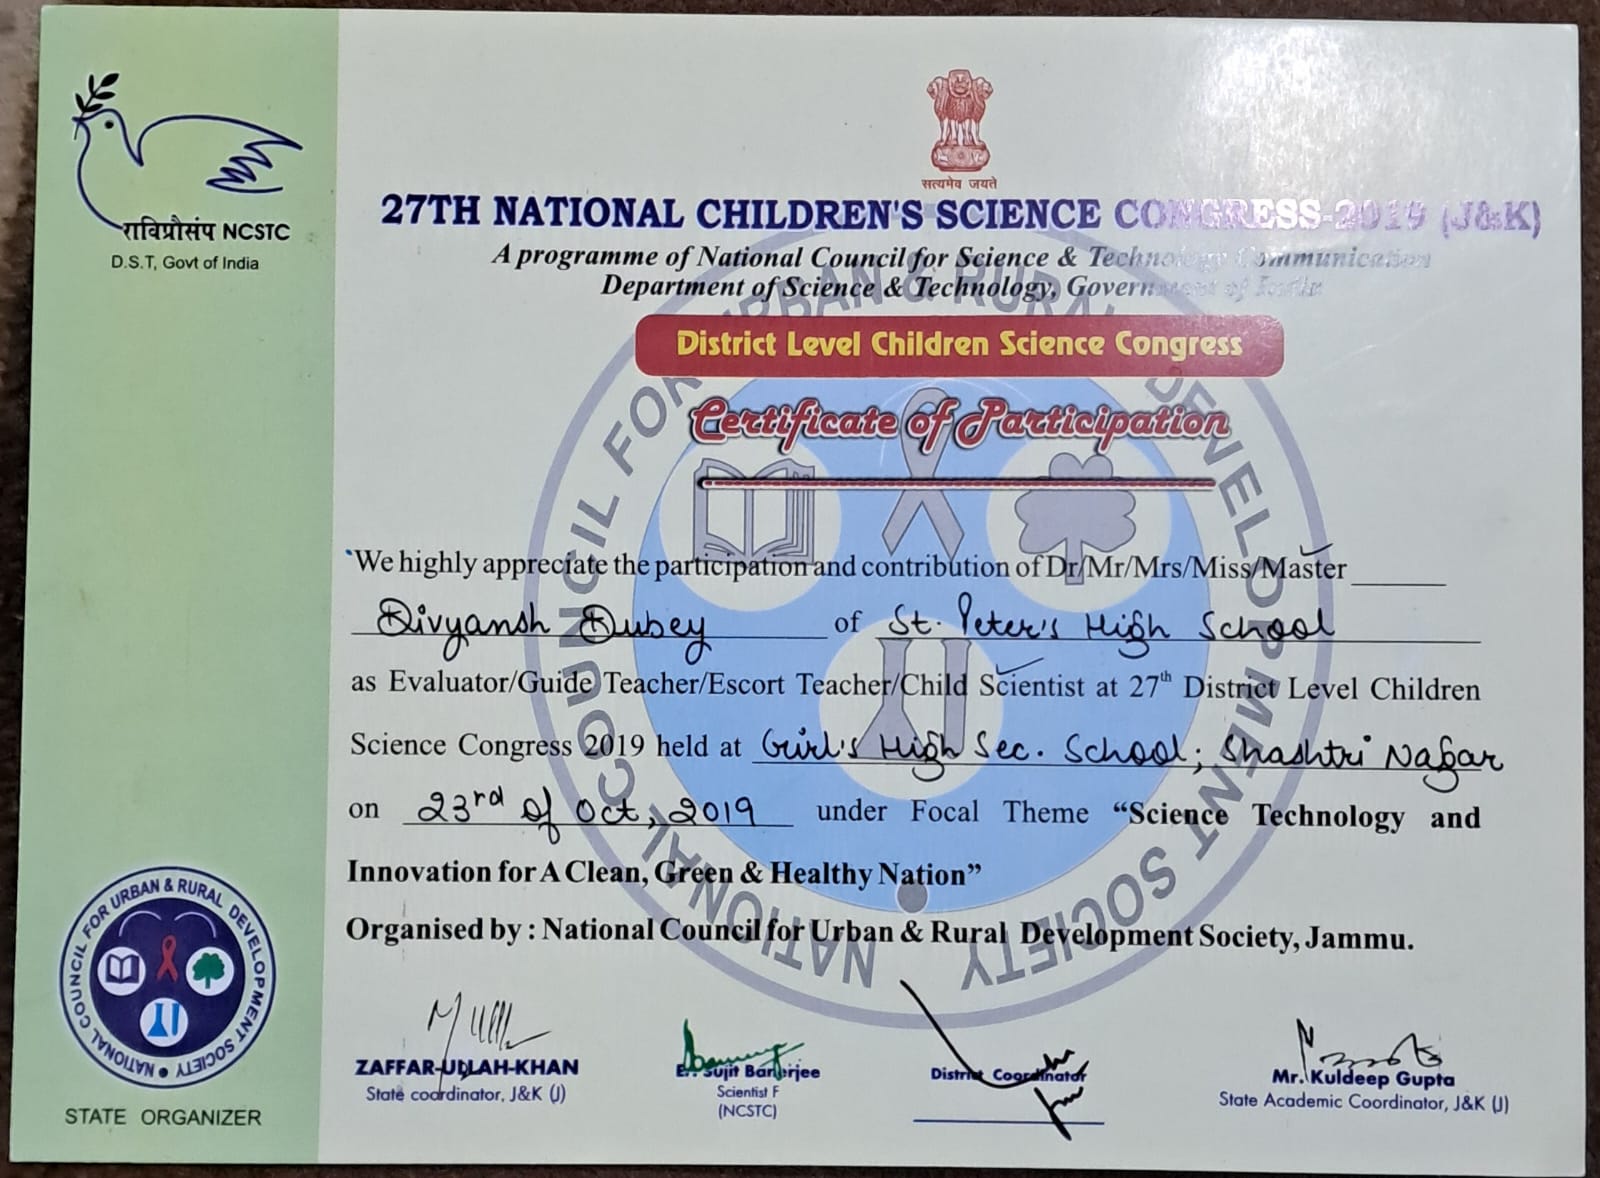 सत्यमेव जयते
राविप्रौसंप NCSTC
D.S.T, Govt of India
27TH NATIONAL CHILDREN'S SCIENCE CONGRESS-2019 (J&K)
A programme of National Council for Science & Technology Communication
Department of Science & Technology, Government of India
District Level Children Science Congress
Certificate of Participation
We highly appreciate the participation and contribution of Dr/Mr/Mrs/Miss/Master
Divyansh Dubey of St. Peter's High School
as Evaluator/Guide Teacher/Escort Teacher/Child Scientist at 27th District Level Children
Science Congress 2019 held at Girl's High Sec. School; Shashtri Nagar
on 23rd of Oct, 2019 under Focal Theme “Science Technology and
Innovation for A Clean, Green & Healthy Nation”
Organised by : National Council for Urban & Rural Development Society, Jammu.
NATIONAL COUNCIL FOR URBAN & RURAL DEVELOPMENT SOCIETY
NATIONAL COUNCIL FOR URBAN & RURAL DEVELOPMENT SOCIETY
STATE ORGANIZER
ZAFFAR-ULLAH-KHAN
State coordinator, J&K (J)
Er. Sujit Banerjee
Scientist F
(NCSTC)
District Coordinator
Mr. Kuldeep Gupta
State Academic Coordinator, J&K (J)